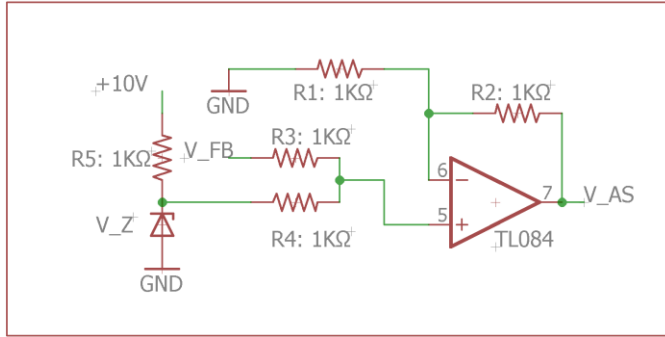 +10V
GND
R1: 1KΩ
R2: 1KΩ
R3: 1KΩ
R5: 1KΩ
V_FB
6
7
V_AS
5
V_Z
R4: 1KΩ
TL084
GND